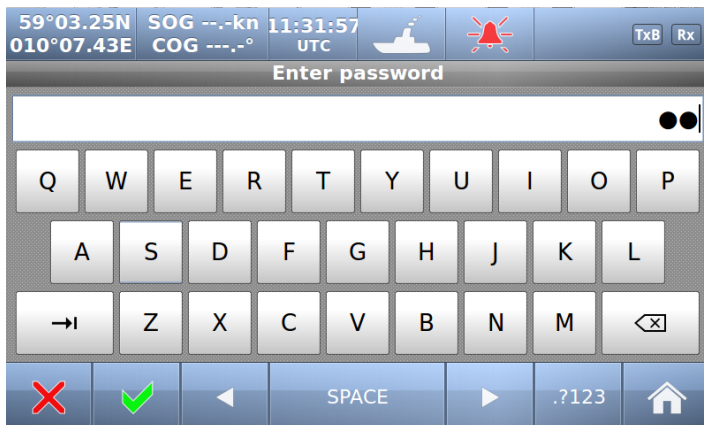 59°03.25N SOG --.-kn 11:31:57
010°07.43E COG ---.-° UTC TxB Rx
Enter password
●●
Q W E R T Y U I O P
A S D F G H J K L
Z X C V B N M
SPACE .?123